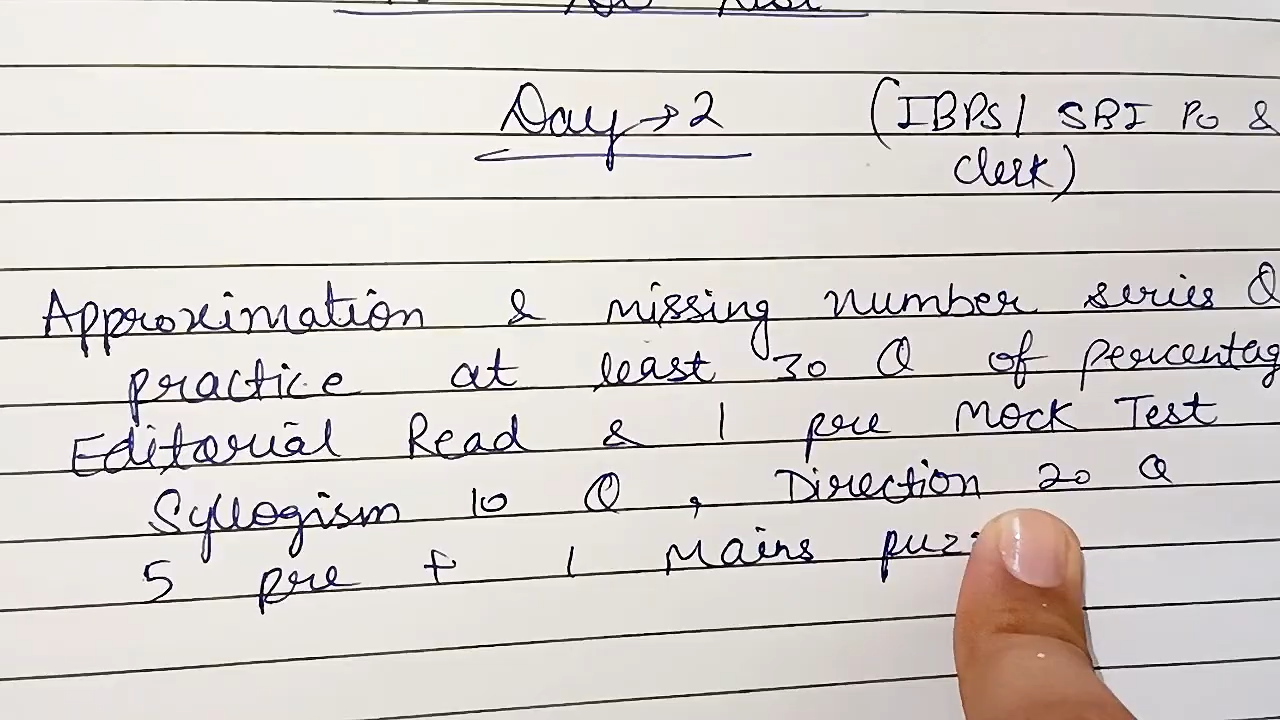 Day → 2
(IBPS / SBI PO &
Clerk)
Approximation & missing number series Q
practice at least 30 Q of percentag
Editorial Read & 1 pre Mock Test
Syllogism 10 Q , Direction 20 Q
5 pre + 1 Mains puz